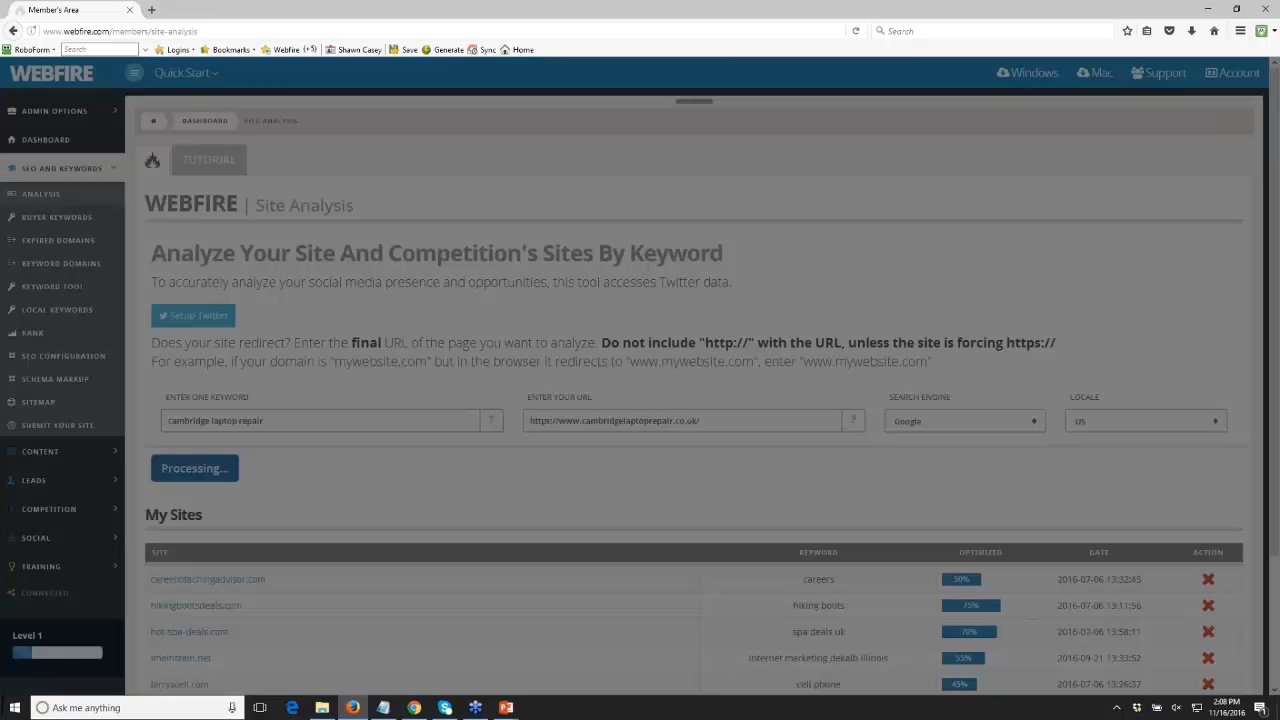 Member's Area
www.webfire.com/members/site-analysis
Search
RoboForm
Search
Logins
Bookmarks
Webfire (+5)
Shawn Casey
Save
Generate
Sync
Home
WEBFIRE
Quick Start
Windows
Mac
Support
Account
ADMIN OPTIONS
DASHBOARD
SEO AND KEYWORDS
ANALYSIS
BUYER KEYWORDS
EXPIRED DOMAINS
KEYWORD DOMAINS
KEYWORD TOOL
LOCAL KEYWORDS
RANK
SEO CONFIGURATION
SCHEMA MARKUP
SITEMAP
SUBMIT YOUR SITE
CONTENT
LEADS
COMPETITION
SOCIAL
TRAINING
CONNECTED
Level 1
DASHBOARD SITE ANALYSIS
TUTORIAL
WEBFIRE | Site Analysis
Analyze Your Site And Competition's Sites By Keyword
To accurately analyze your social media presence and opportunities, this tool accesses Twitter data.
Setup Twitter
Does your site redirect? Enter the final URL of the page you want to analyze. Do not include "http://" with the URL, unless the site is forcing https://
For example, if your domain is "mywebsite.com" but in the browser it redirects to "www.mywebsite.com", enter "www.mywebsite.com"
ENTER ONE KEYWORD ENTER YOUR URL SEARCH ENGINE LOCALE
cambridge laptop repair ? https://www.cambridgelaptoprepair.co.uk/ ? Google US
Processing...
My Sites
SITE KEYWORD OPTIMIZED DATE ACTION
careercoachingadvisor.com careers 50% 2016-07-06 13:32:45
hikingbootsdeals.com hiking boots 75% 2016-07-06 13:11:56
hot-spa-deals.com spa deals uk 70% 2016-07-06 13:58:11
imeinstein.net internet marketing dekalb illinois 55% 2016-09-21 13:33:52
larryscell.com cell phone 45% 2016-07-06 13:26:37
Ask me anything
2:08 PM
11/16/2016